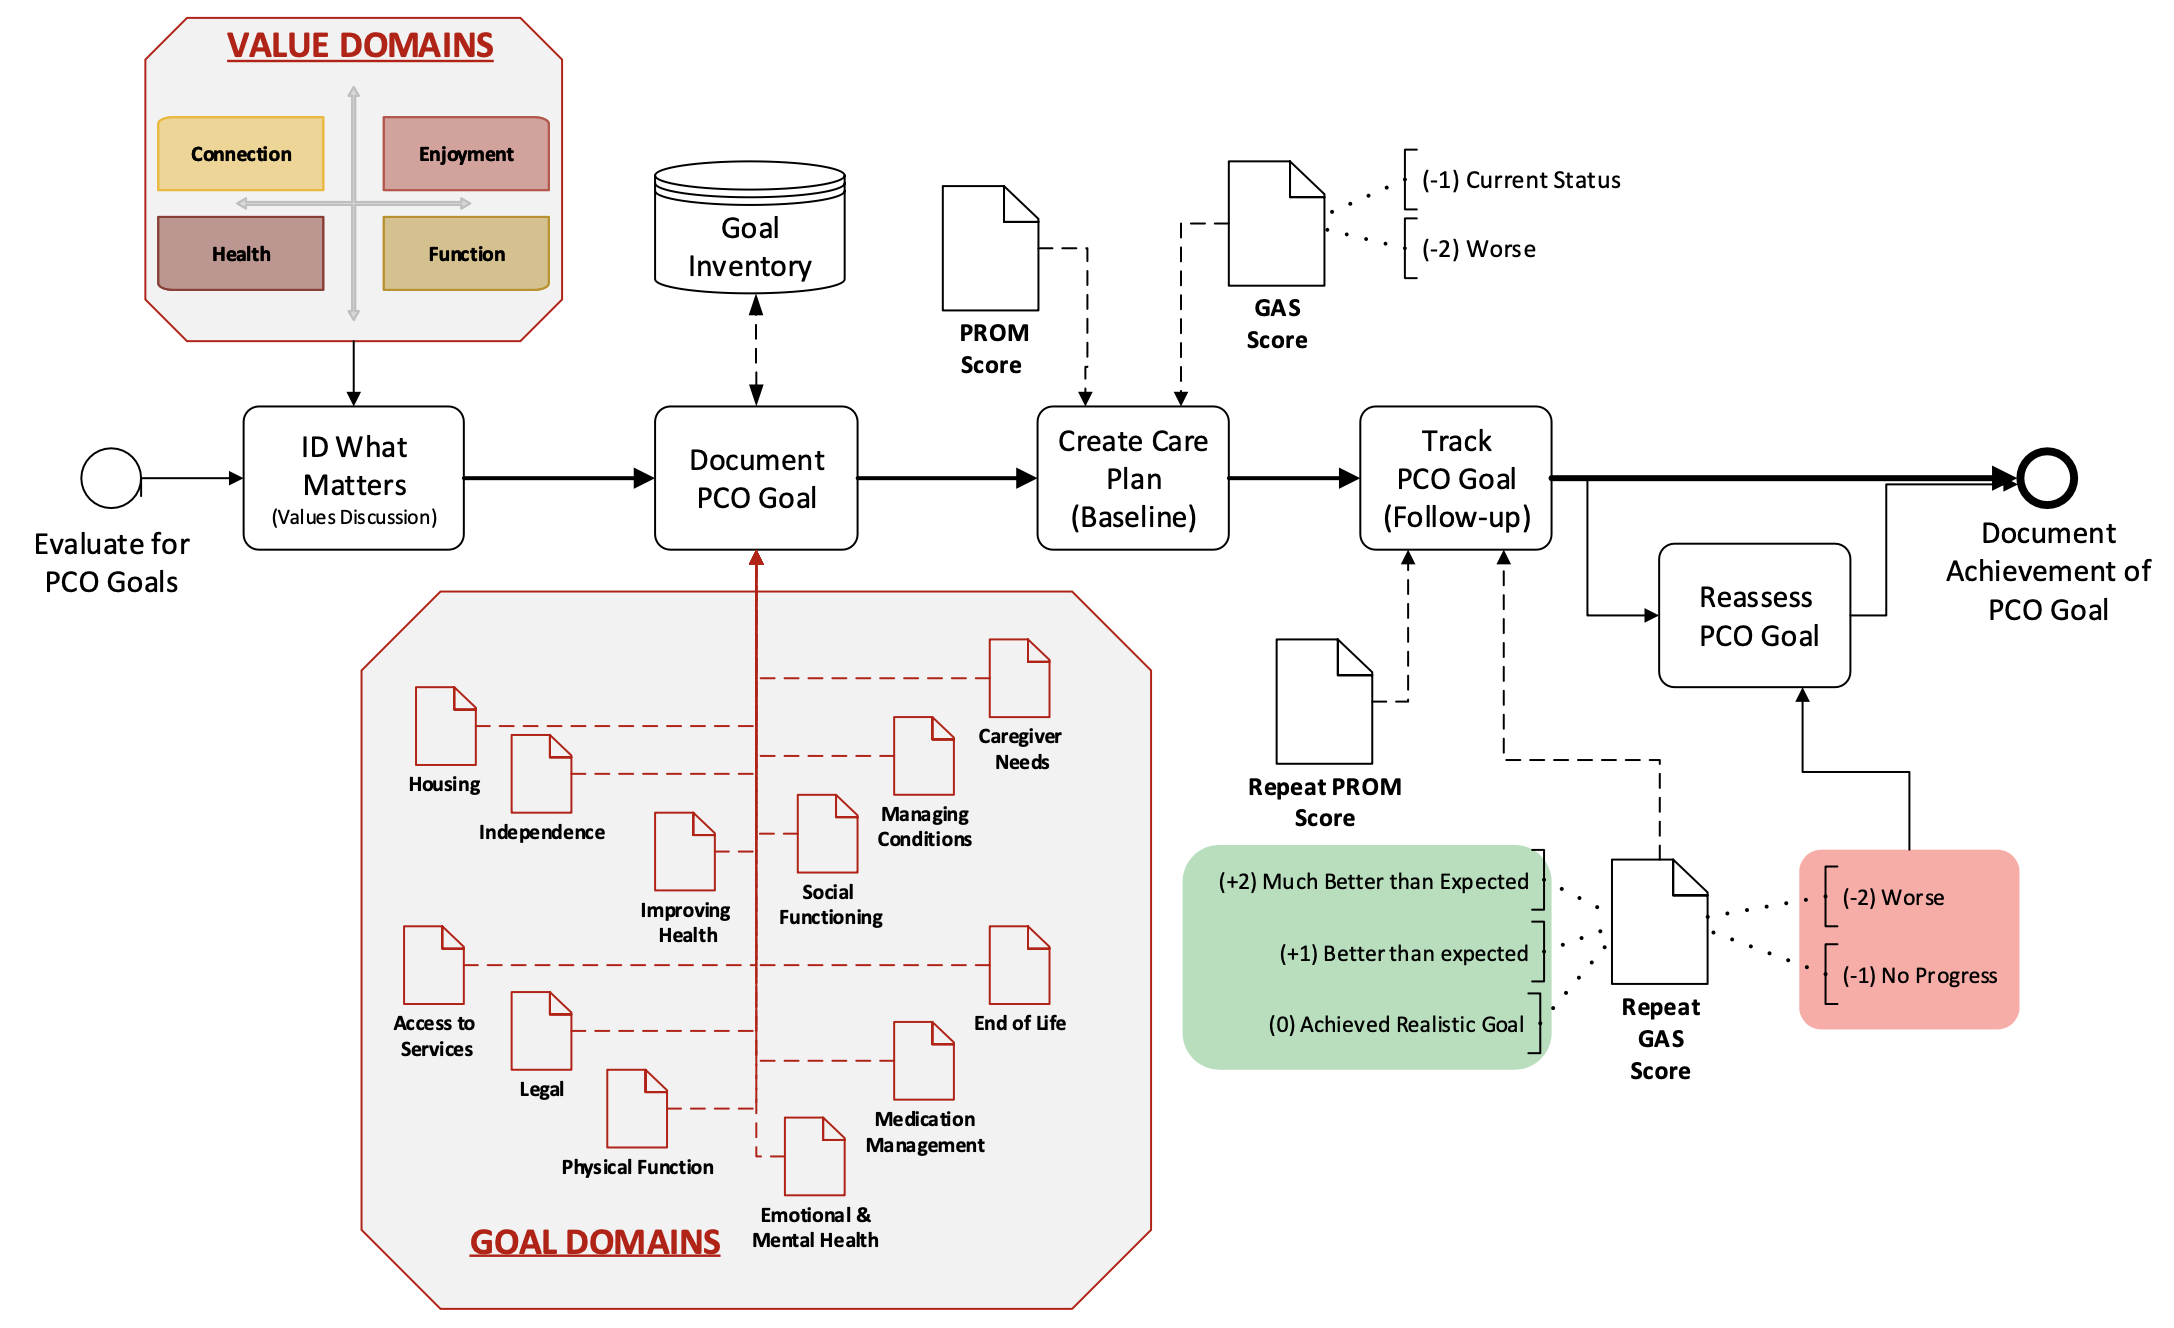 VALUE DOMAINS
Connection
Enjoyment
Health
Function
Goal
Inventory
PROM
Score
GAS
Score
(-1) Current Status
(-2) Worse
Evaluate for
PCO Goals
ID What
Matters
(Values Discussion)
Document
PCO Goal
Create Care
Plan
(Baseline)
Track
PCO Goal
(Follow-up)
Reassess
PCO Goal
Document
Achievement of
PCO Goal
Housing
Independence
Improving
Health
Social
Functioning
Managing
Conditions
Caregiver
Needs
Access to
Services
Legal
Physical Function
Emotional &
Mental Health
Medication
Management
End of Life
GOAL DOMAINS
Repeat PROM
Score
(+2) Much Better than Expected
(+1) Better than expected
(0) Achieved Realistic Goal
Repeat
GAS
Score
(-2) Worse
(-1) No Progress